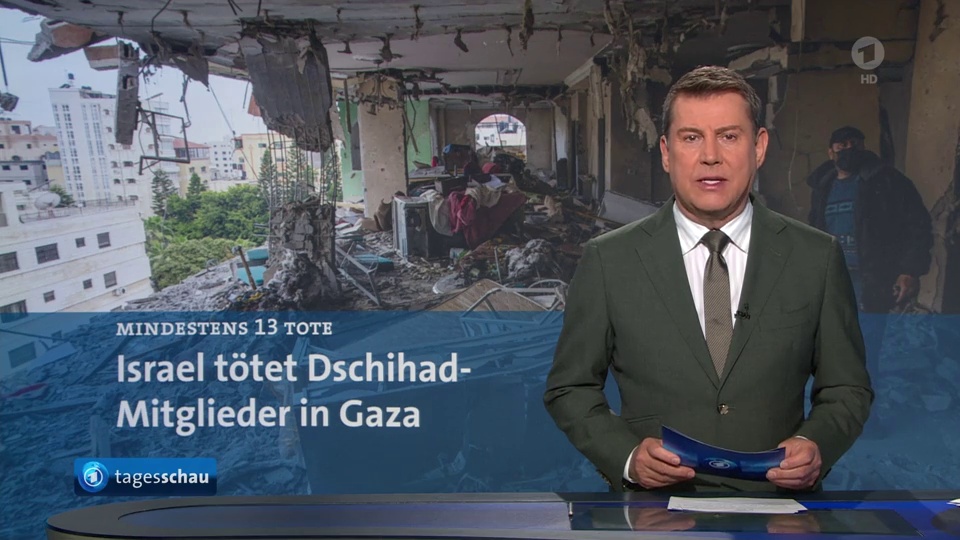 HD
MINDESTENS 13 TOTE
Israel tötet Dschihad-
Mitglieder in Gaza
tagesschau